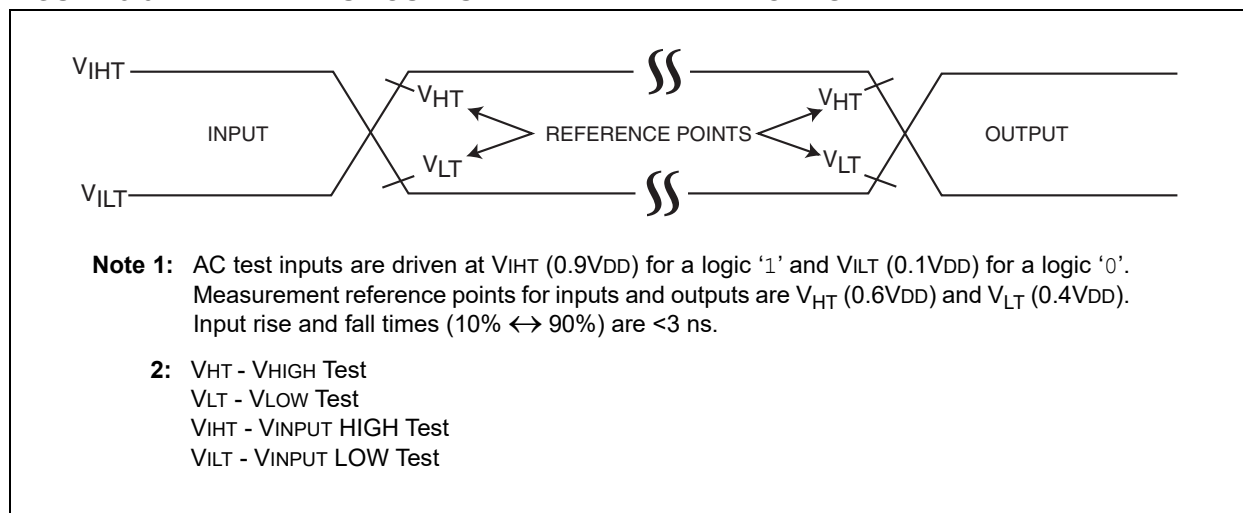 VIHT
VHT
VHT
INPUT
REFERENCE POINTS
OUTPUT
VLT
VLT
VILT
Note 1: AC test inputs are driven at VIHT (0.9VDD) for a logic ‘1’ and VILT (0.1VDD) for a logic ‘0’.
Measurement reference points for inputs and outputs are VHT (0.6VDD) and VLT (0.4VDD).
Input rise and fall times (10% ↔ 90%) are <3 ns.
2: VHT - VHIGH Test
VLT - VLOW Test
VIHT - VINPUT HIGH Test
VILT - VINPUT LOW Test